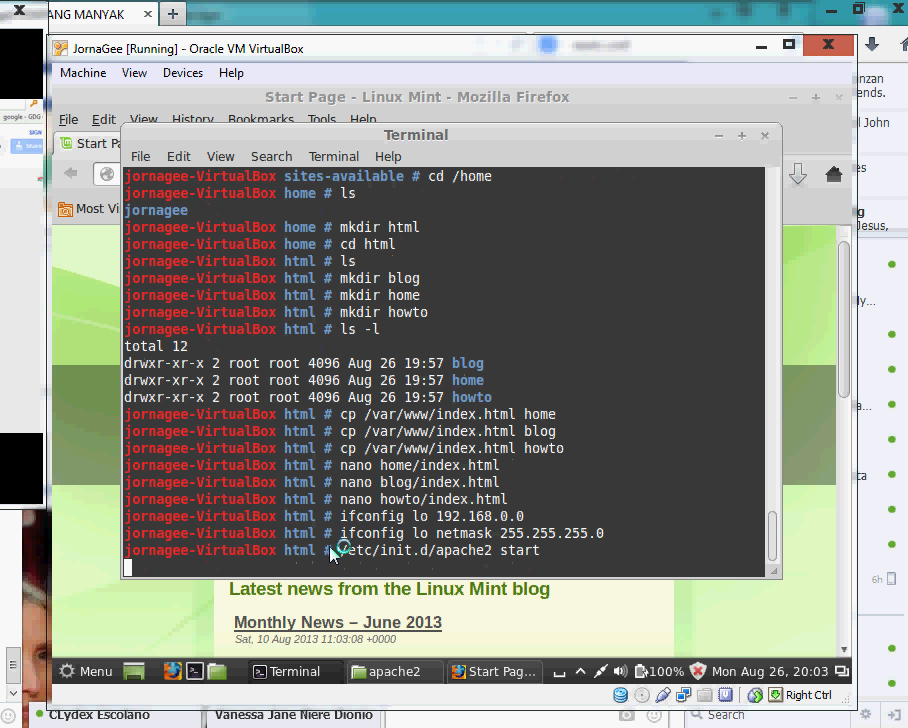 ANG MANYAK
JornaGee [Running] - Oracle VM VirtualBox
Machine View Devices Help
Start Page - Linux Mint - Mozilla Firefox
File Edit View History Bookmarks Tools Help
Start Pa
Most Vi
Terminal
File Edit View Search Terminal Help
jornagee-VirtualBox sites-available # cd /home
jornagee-VirtualBox home # ls
jornagee
jornagee-VirtualBox home # mkdir html
jornagee-VirtualBox home # cd html
jornagee-VirtualBox html # ls
jornagee-VirtualBox html # mkdir blog
jornagee-VirtualBox html # mkdir home
jornagee-VirtualBox html # mkdir howto
jornagee-VirtualBox html # ls -l
total 12
drwxr-xr-x 2 root root 4096 Aug 26 19:57 blog
drwxr-xr-x 2 root root 4096 Aug 26 19:57 home
drwxr-xr-x 2 root root 4096 Aug 26 19:57 howto
jornagee-VirtualBox html # cp /var/www/index.html home
jornagee-VirtualBox html # cp /var/www/index.html blog
jornagee-VirtualBox html # cp /var/www/index.html howto
jornagee-VirtualBox html # nano home/index.html
jornagee-VirtualBox html # nano blog/index.html
jornagee-VirtualBox html # nano howto/index.html
jornagee-VirtualBox html # ifconfig lo 192.168.0.0
jornagee-VirtualBox html # ifconfig lo netmask 255.255.255.0
jornagee-VirtualBox html # /etc/init.d/apache2 start
Latest news from the Linux Mint blog
Monthly News – June 2013
Sat, 10 Aug 2013 11:03:08 +0000
Menu Terminal apache2 Start Pag... 100% Mon Aug 26, 20:03
Right Ctrl
google - GDG
SIGN
Share
nzan
ends.
John
es
Jesus,
ly...
a...
ta
6h
CLydex Escolano
Vanessa Jane Niere Dionio
Search